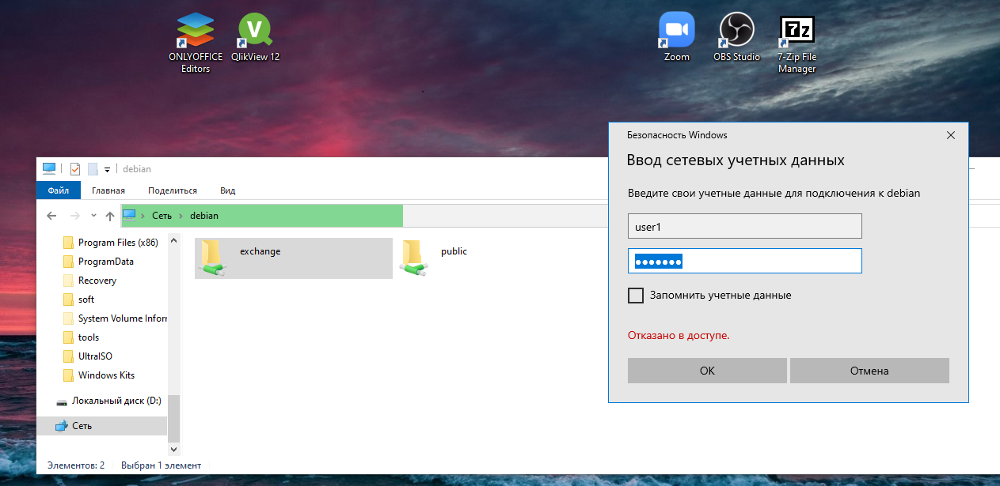 ONLYOFFICE
Editors
QlikView 12
Zoom
OBS Studio
7-Zip File
Manager
debian
Файл Главная Поделиться Вид
Сеть debian
Program Files (x86)
ProgramData
Recovery
soft
System Volume Inforr
tools
UltraISO
Windows Kits
Локальный диск (D:)
Сеть
exchange
public
Элементов: 2 Выбран 1 элемент
Безопасность Windows
Ввод сетевых учетных данных
Введите свои учетные данные для подключения к debian
user1
Запомнить учетные данные
Отказано в доступе.
ОК Отмена